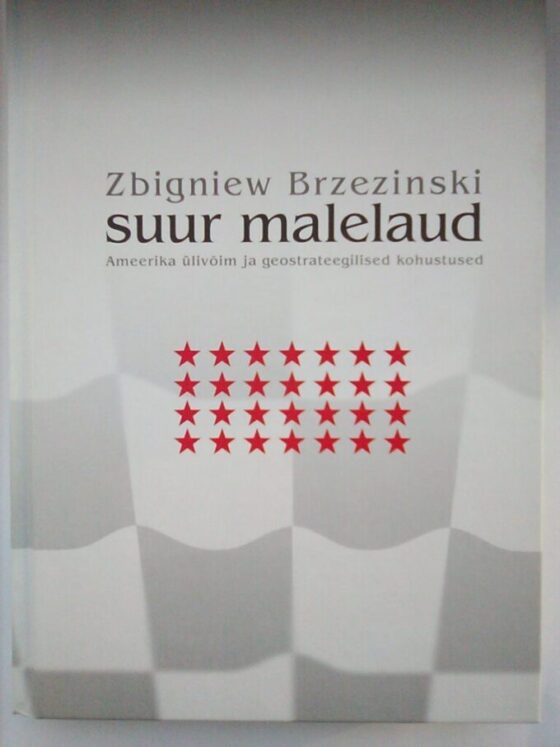 Zbigniew Brzezinski
suur malelaud
Ameerika ülivõim ja geostrateegilised kohustused